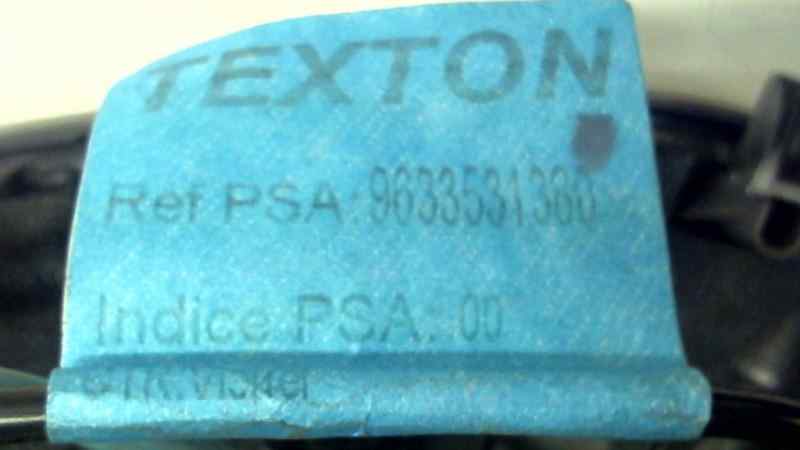 TEXTON
Ref PSA: 9633531380
Indice PSA: 00